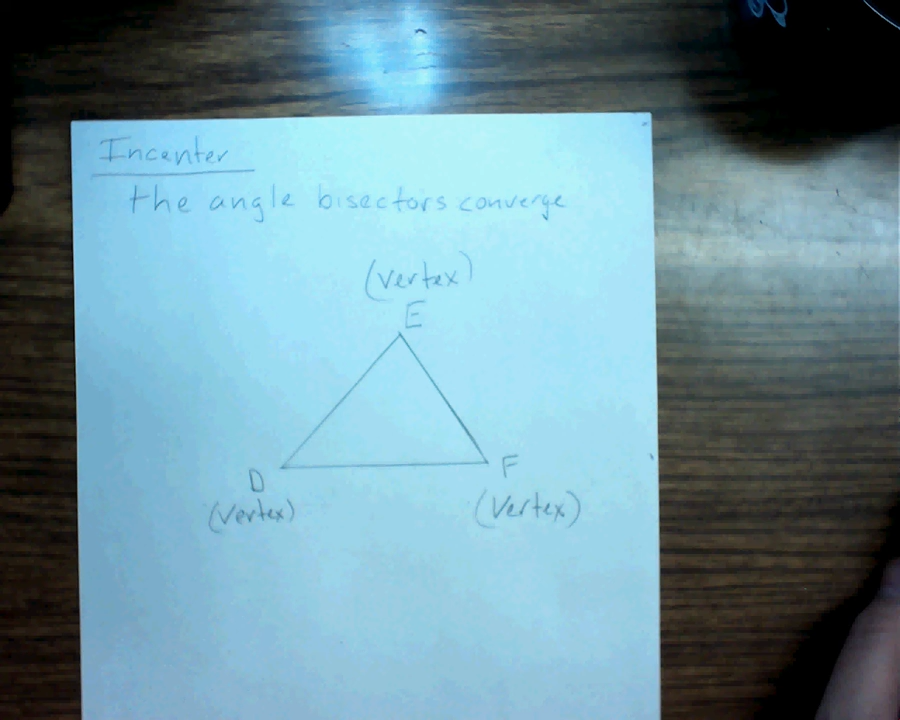 Incenter
the angle bisectors converge
(vertex)
E
D
F
(vertex)
(vertex)